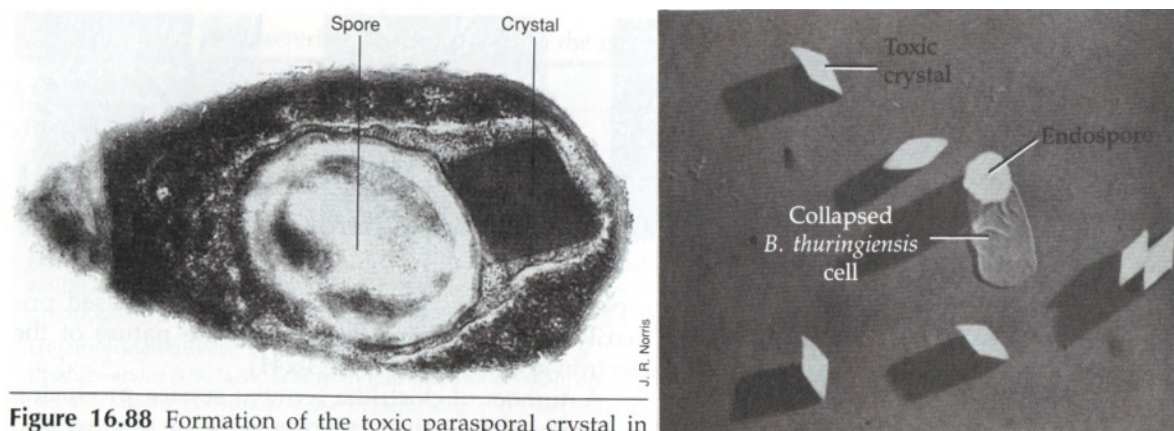 Spore
Crystal
J. R. Norris
Figure 16.88 Formation of the toxic parasporal crystal in
Toxic
crystal
Endospore
Collapsed
B. thuringiensis
cell